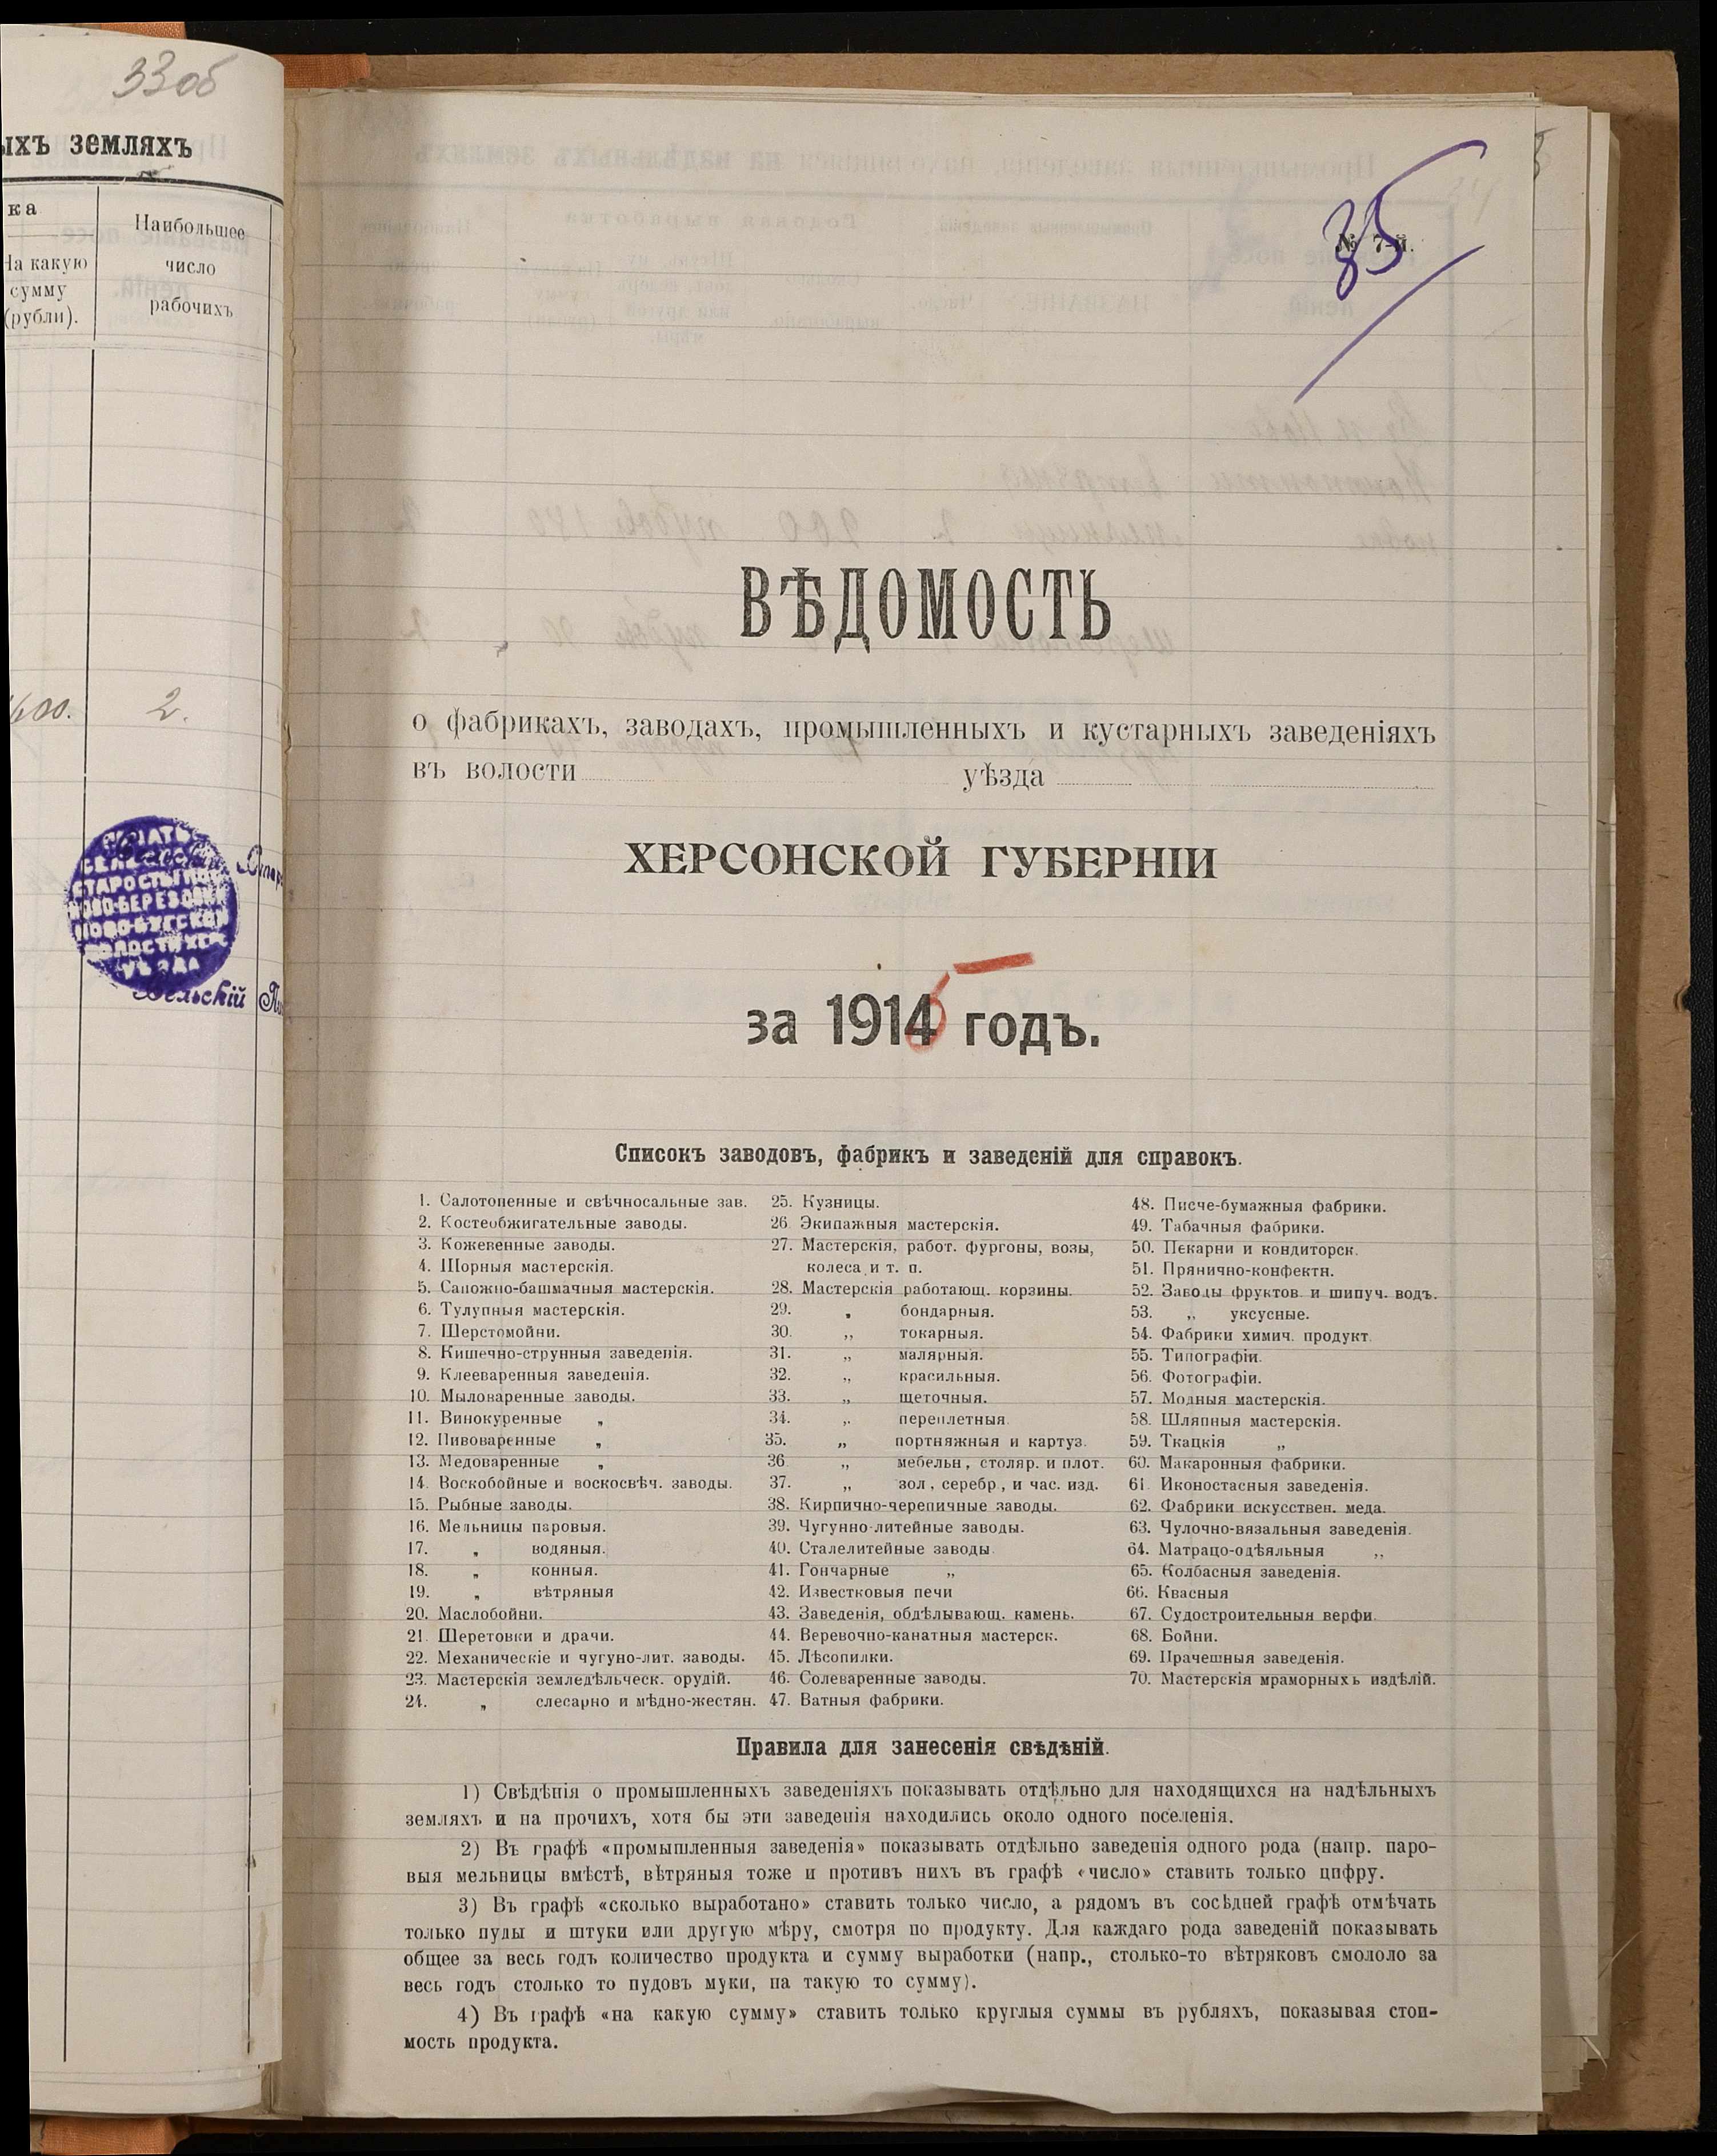 33об
ыхъ земляхъ
ка
На какую
сумму
(рубли).
Наибольшее
число
рабочихъ
2.
35
№ 7-й.
ВѢДОМОСТЬ
о фабрикахъ, заводахъ, промышленныхъ и кустарныхъ заведеніяхъ
въ волости уѣзда
ХЕРСОНСКОЙ ГУБЕРНІИ
за 1914 годъ.
Списокъ заводовъ, фабрикъ и заведеній для справокъ.
1. Салотопенные и свѣчносальные зав.
2. Костеобжигательные заводы.
3. Кожевенные заводы.
4. Шорныя мастерскія.
5. Сапожно-башмачныя мастерскія.
6. Тулупныя мастерскія.
7. Шерстомойни.
8. Кишечно-струнныя заведенія.
9. Клееваренныя заведенія.
10. Мыловаренные заводы.
11. Винокуренные „
12. Пивоваренные „
13. Медоваренные „
14. Воскобойные и воскосвѣч. заводы.
15. Рыбные заводы.
16. Мельницы паровыя.
17. „ водяныя.
18. „ конныя.
19. „ вѣтряныя
20. Маслобойни.
21. Шеретовки и драчи.
22. Механическіе и чугуно-лит. заводы.
23. Мастерскія земледѣльческ. орудій.
24. „ слесарно и мѣдно-жестян.
25. Кузницы.
26. Экипажныя мастерскія.
27. Мастерскія, работ. фургоны, возы,
колеса и т. п.
28. Мастерскія работающ. корзины.
29. „ бондарныя.
30. „ токарныя.
31. „ малярныя.
32. „ красильныя.
33. „ щеточныя.
34. „ переплетныя.
35. „ портняжныя и картуз.
36. „ мебельн, столяр. и плот.
37. „ зол, серебр, и час. изд.
38. Кирпично-черепичные заводы.
39. Чугунно-литейные заводы.
40. Сталелитейные заводы.
41. Гончарные „
42. Известковыя печи
43. Заведенія, обдѣлывающ. камень.
44. Веревочно-канатныя мастерск.
45. Лѣсопилки.
46. Солеваренные заводы.
47. Ватныя фабрики.
48. Писче-бумажныя фабрики.
49. Табачныя фабрики.
50. Пекарни и кондиторск.
51. Прянично-конфектн.
52. Заводы фруктов. и шипуч. водъ.
53. „ уксусные.
54. Фабрики химич. продукт.
55. Типографіи.
56. Фотографіи.
57. Модныя мастерскія.
58. Шляпныя мастерскія.
59. Ткацкія „
60. Макаронныя фабрики.
61. Иконостасныя заведенія.
62. Фабрики искусствен. меда.
63. Чулочно-вязальныя заведенія.
64. Матрацо-одѣяльныя „
65. Колбасныя заведенія.
66. Квасныя
67. Судостроительныя верфи.
68. Бойни.
69. Прачешныя заведенія.
70. Мастерскія мраморныхъ издѣлій.
Правила для занесенія свѣдѣній.
1) Свѣдѣнія о промышленныхъ заведеніяхъ показывать отдѣльно для находящихся на надѣльныхъ
земляхъ и на прочихъ, хотя бы эти заведенія находились около одного поселенія.
2) Въ графѣ «промышленныя заведенія» показывать отдѣльно заведенія одного рода (напр. паро-
выя мельницы вмѣстѣ, вѣтряныя тоже и противъ нихъ въ графѣ «число» ставить только цифру.
3) Въ графѣ «сколько выработано» ставить только число, а рядомъ въ сосѣдней графѣ отмѣчать
только пуды и штуки или другую мѣру, смотря по продукту. Для каждаго рода заведеній показывать
общее за весь годъ количество продукта и сумму выработки (напр., столько-то вѣтряковъ смололо за
весь годъ столько то пудовъ муки, на такую то сумму).
4) Въ графѣ «на какую сумму» ставить только круглыя суммы въ рубляхъ, показывая стои-
мость продукта.